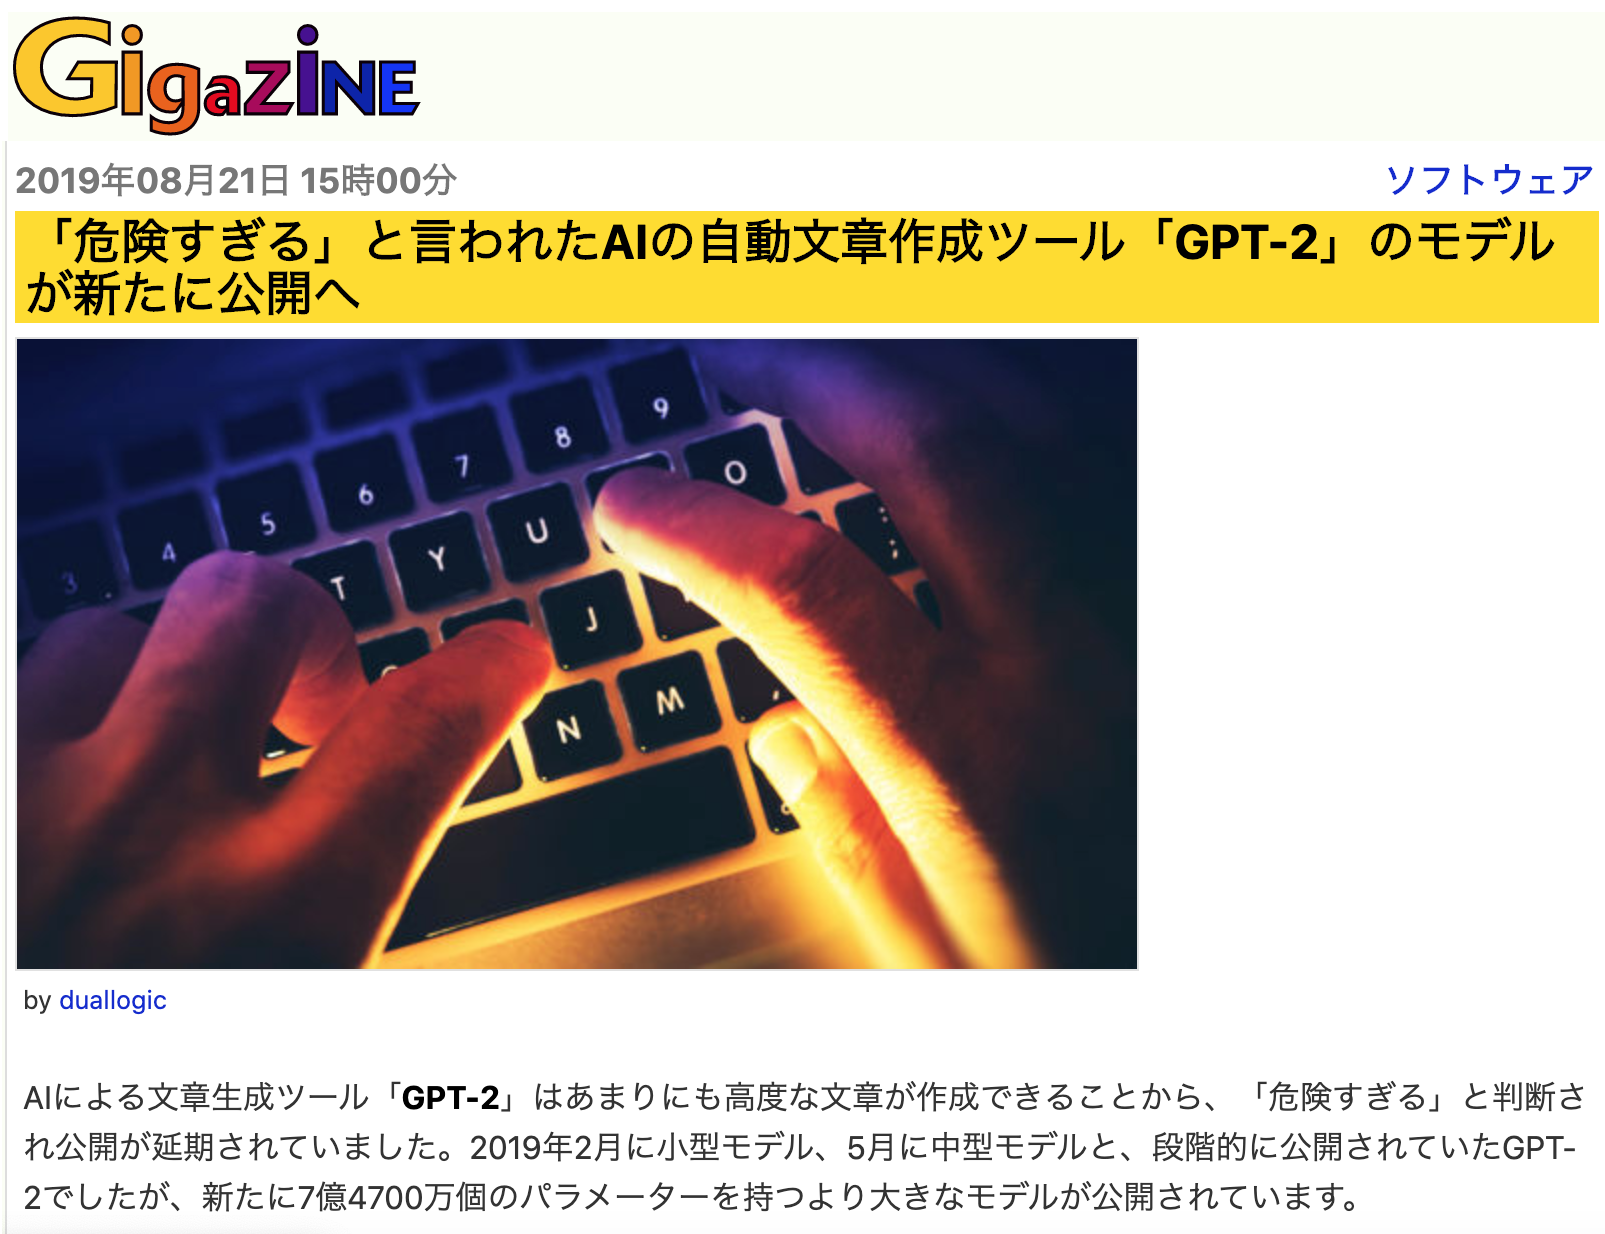 GigaZiNE
2019年08月21日 15時00分
ソフトウェア
「危険すぎる」と言われたAIの自動文章作成ツール「GPT-2」のモデル
が新たに公開へ
9
8
7
6
5
4
3
O
U
Y
T
J
M
N
:
;
,
by duallogic
AIによる文章生成ツール「GPT-2」はあまりにも高度な文章が作成できることから、「危険すぎる」と判断さ
れ公開が延期されていました。2019年2月に小型モデル、5月に中型モデルと、段階的に公開されていたGPT-
2でしたが、新たに7億4700万個のパラメーターを持つより大きなモデルが公開されています。